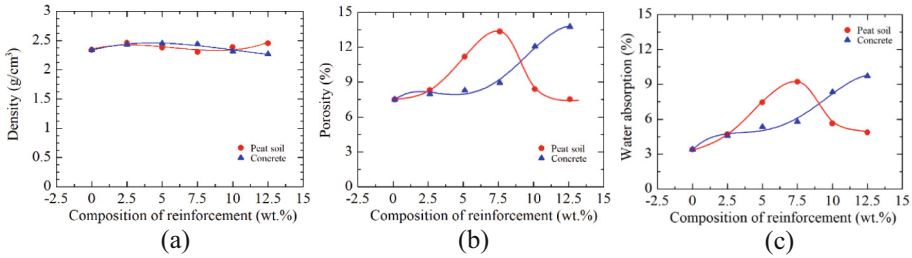 Density (g/cm³)
3
2.5
2
1.5
1
0.5
0
-2.5 0 2.5 5 7.5 10 12.5 15
Composition of reinforcement (wt.%)
Peat soil
Concrete
(a)
Porosity (%)
15
12
9
6
3
0
-2.5 0 2.5 5 7.5 10 12.5 15
Composition of reinforcement (wt.%)
Peat soil
Concrete
(b)
Water absorption (%)
15
12
9
6
3
0
-2.5 0 2.5 5 7.5 10 12.5 15
Composition of reinforcement (wt.%)
Peat soil
Concrete
(c)